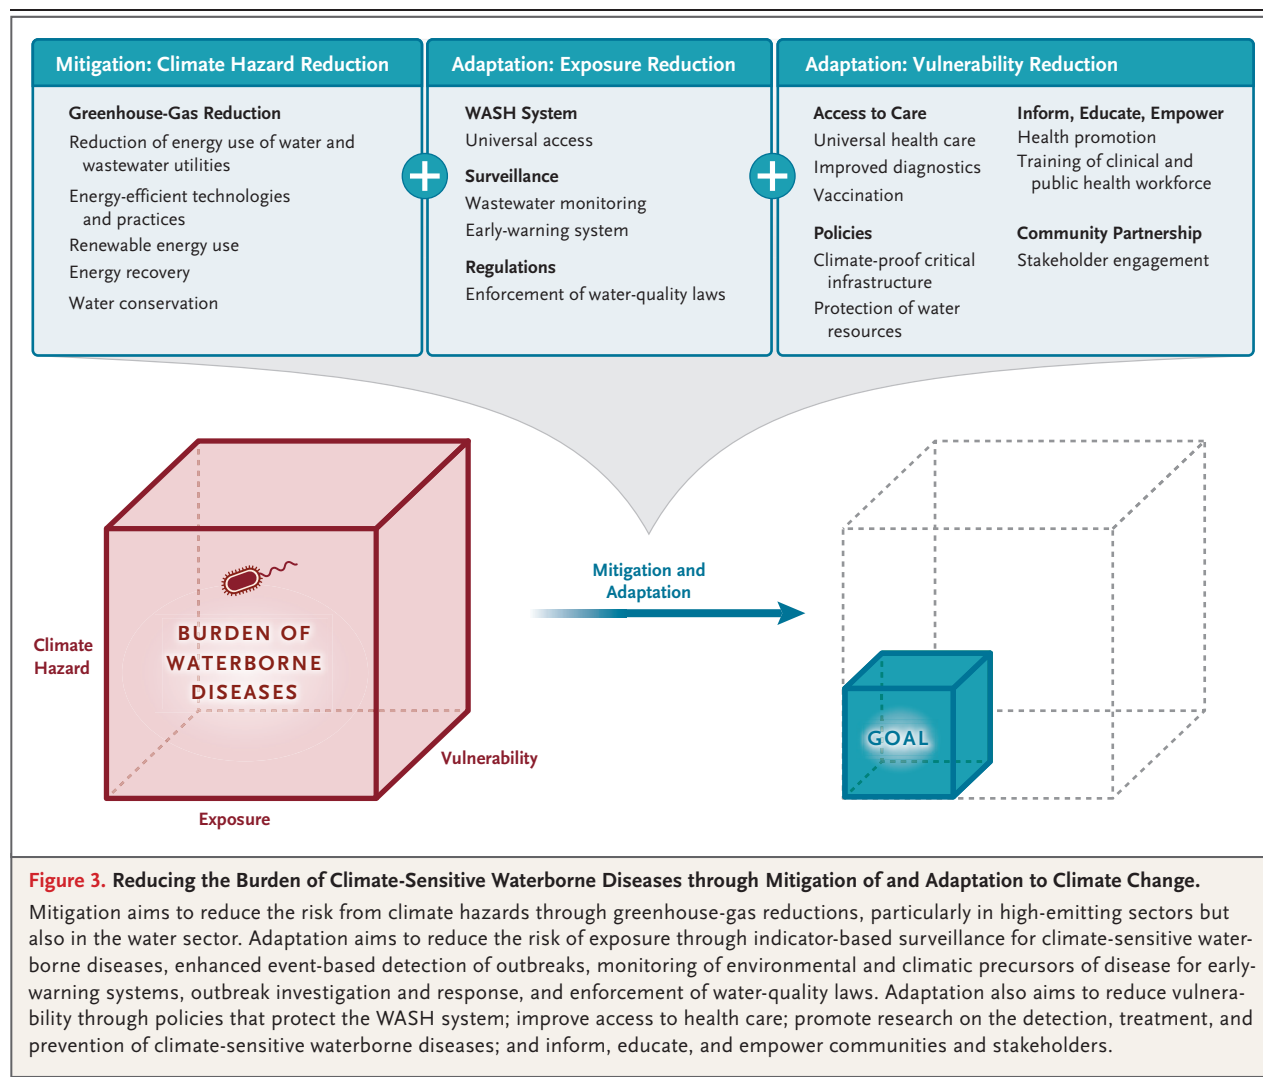 Mitigation: Climate Hazard Reduction
Greenhouse-Gas Reduction
Reduction of energy use of water and
wastewater utilities
Energy-efficient technologies
and practices
Renewable energy use
Energy recovery
Water conservation
Adaptation: Exposure Reduction
WASH System
Universal access
Surveillance
Wastewater monitoring
Early-warning system
Regulations
Enforcement of water-quality laws
Adaptation: Vulnerability Reduction
Access to Care
Universal health care
Improved diagnostics
Vaccination
Policies
Climate-proof critical
infrastructure
Protection of water
resources
Inform, Educate, Empower
Health promotion
Training of clinical and
public health workforce
Community Partnership
Stakeholder engagement
Climate
Hazard
BURDEN OF
WATERBORNE
DISEASES
Vulnerability
Exposure
Mitigation and
Adaptation
GOAL
Figure 3. Reducing the Burden of Climate-Sensitive Waterborne Diseases through Mitigation of and Adaptation to Climate Change.
Mitigation aims to reduce the risk from climate hazards through greenhouse-gas reductions, particularly in high-emitting sectors but
also in the water sector. Adaptation aims to reduce the risk of exposure through indicator-based surveillance for climate-sensitive water-
borne diseases, enhanced event-based detection of outbreaks, monitoring of environmental and climatic precursors of disease for early-
warning systems, outbreak investigation and response, and enforcement of water-quality laws. Adaptation also aims to reduce vulnera-
bility through policies that protect the WASH system; improve access to health care; promote research on the detection, treatment, and
prevention of climate-sensitive waterborne diseases; and inform, educate, and empower communities and stakeholders.